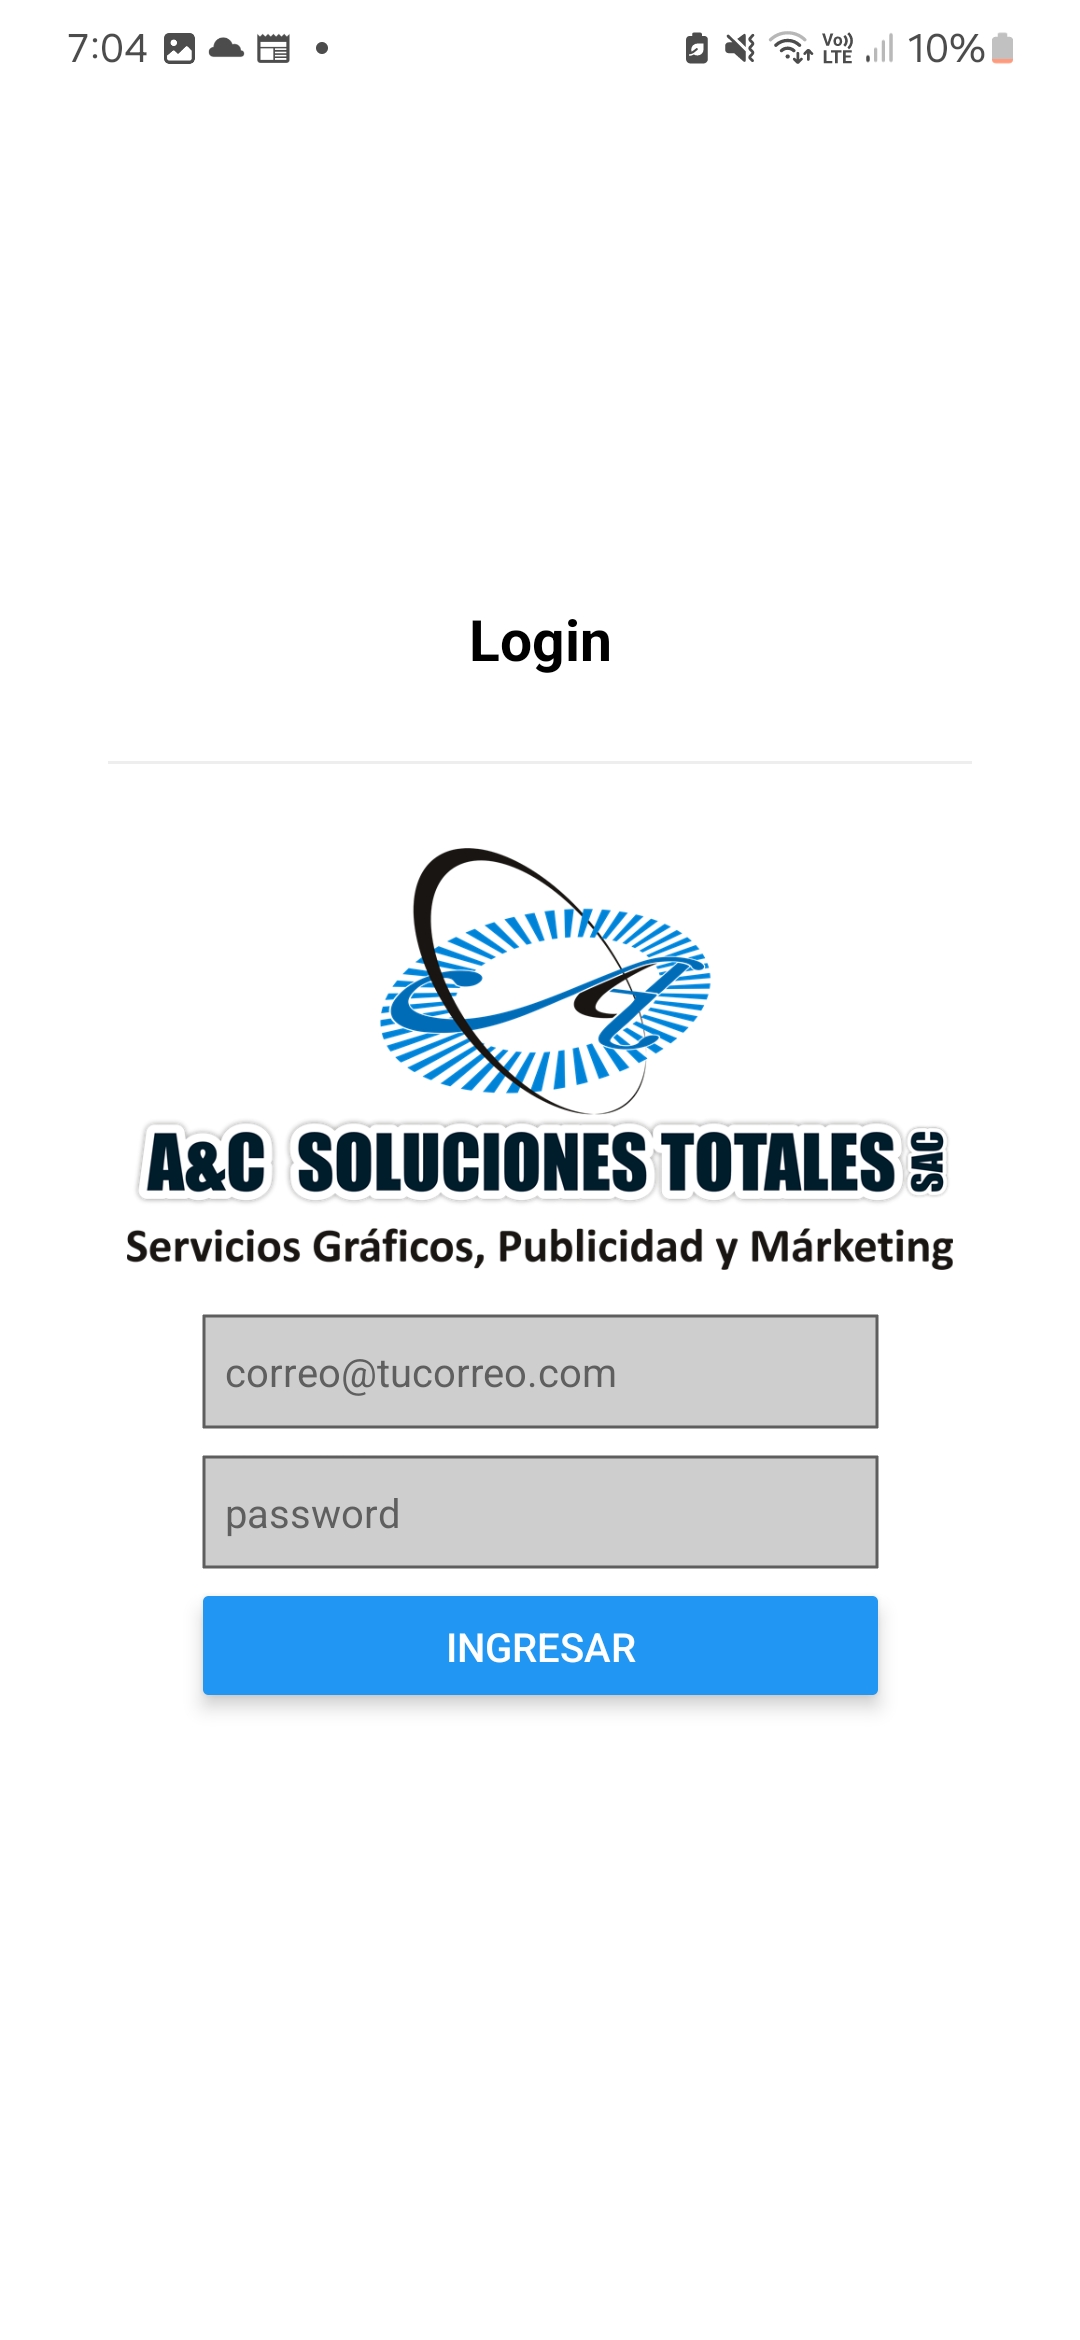 7:04 Vo)) LTE 10%
Login
A&C SOLUCIONES TOTALES SAC
Servicios Gráficos, Publicidad y Márketing
correo@tucorreo.com
password
INGRESAR